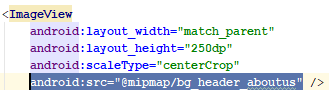 <ImageView
android:layout_width="match_parent"
android:layout_height="250dp"
android:scaleType="centerCrop"
android:src="@mipmap/bg_header_aboutus" />